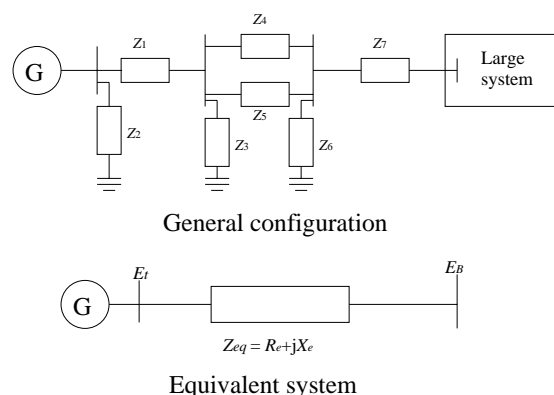 Z4
Z1
Z7
G
Large
system
Z2
Z5
Z3
Z6
General configuration
Et
EB
G
Zeq = Re+jXe
Equivalent system